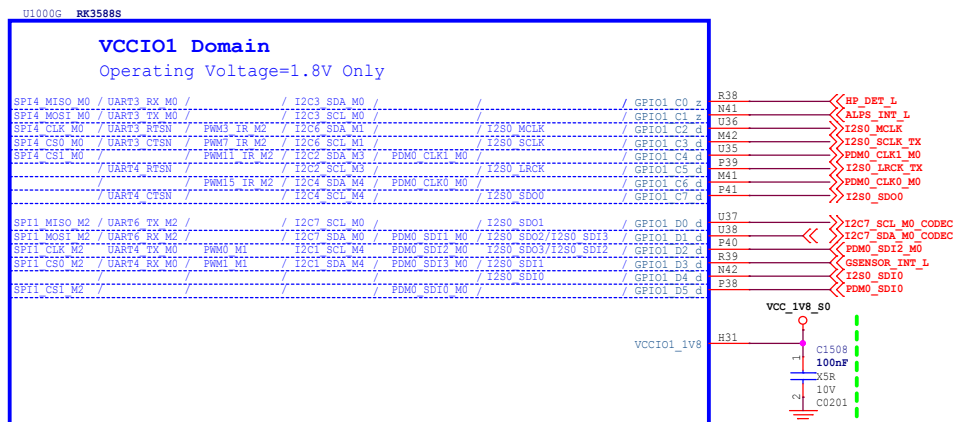 U1000G RK3588S
VCCIO1 Domain
Operating Voltage=1.8V Only
SPI4_MISO_M0 / UART3_RX_M0 / / I2C3_SDA_M0 / / / GPIO1_C0_z R38 HP_DET_L
SPI4_MOSI_M0 / UART3_TX_M0 / / I2C3_SCL_M0 / / / GPIO1_C1_z N41 ALPS_INT_L
SPI4_CLK_M0 / UART3_RTSN / PWM3_IR_M2 / I2C6_SDA_M1 / / I2S0_MCLK / GPIO1_C2_d U36 I2S0_MCLK
SPI4_CS0_M0 / UART3_CTSN / PWM7_IR_M2 / I2C6_SCL_M1 / / I2S0_SCLK / GPIO1_C3_d M42 I2S0_SCLK_TX
SPI4_CS1_M0 / / PWM11_IR_M2 / I2C2_SDA_M3 / PDM0_CLK1_M0 / / GPIO1_C4_d U35 PDM0_CLK1_M0
/ UART4_RTSN / / I2C2_SCL_M3 / / I2S0_LRCK / GPIO1_C5_d P39 I2S0_LRCK_TX
/ / PWM15_IR_M2 / I2C4_SDA_M4 / PDM0_CLK0_M0 / / GPIO1_C6_d M41 PDM0_CLK0_M0
/ UART4_CTSN / / I2C4_SCL_M4 / / I2S0_SDO0 / GPIO1_C7_d P41 I2S0_SDO0
SPI1_MISO_M2 / UART6_TX_M2 / / I2C7_SCL_M0 / / I2S0_SDO1 / GPIO1_D0_d U37 I2C7_SCL_M0_CODEC
SPI1_MOSI_M2 / UART6_RX_M2 / / I2C7_SDA_M0 / PDM0_SDI1_M0 / I2S0_SDO2/I2S0_SDI3 / GPIO1_D1_d U38 I2C7_SDA_M0_CODEC
SPI1_CLK_M2 / UART4_TX_M0 / PWM0_M1 / I2C1_SCL_M4 / PDM0_SDI2_M0 / I2S0_SDO3/I2S0_SDI2 / GPIO1_D2_d P40 PDM0_SDI2_M0
SPI1_CS0_M2 / UART4_RX_M0 / PWM1_M1 / I2C1_SDA_M4 / PDM0_SDI3_M0 / I2S0_SDI1 / GPIO1_D3_d R39 GSENSOR_INT_L
/ / / / / I2S0_SDI0 / GPIO1_D4_d N42 I2S0_SDI0
SPI1_CS1_M2 / / / / PDM0_SDI0_M0 / / GPIO1_D5_d P38 PDM0_SDI0
VCC_1V8_S0
VCCIO1_1V8 H31
C1508
1 100nF
X5R
10V
2 C0201